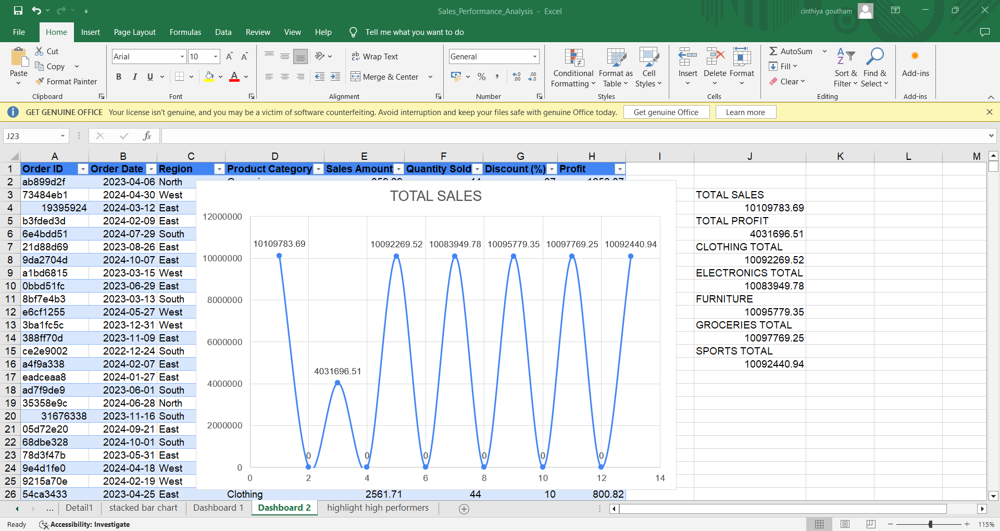 Sales_Performance_Analysis - Excel
cinthiya goutham
File Home Insert Page Layout Formulas Data Review View Help Tell me what you want to do
Paste
Cut
Copy
Format Painter
Clipboard
Arial 10
B I U A
Font
Wrap Text
Merge & Center
Alignment
General
%
Number
Conditional Formatting
Format as Table
Cell Styles
Styles
Insert Delete Format
Cells
AutoSum
Fill
Clear
Sort & Filter
Find & Select
Editing
Add-ins
Add-ins
GET GENUINE OFFICE Your license isn't genuine, and you may be a victim of software counterfeiting. Avoid interruption and keep your files safe with genuine Office today. Get genuine Office Learn more
J23 fx
A B C D E F G H I J K L M
1 Order ID Order Date Region Product Category Sales Amount Quantity Sold Discount (%) Profit
2 ab899d2f 2023-04-06 North
3 73484eb1 2024-04-30 West
4 19395924 2024-03-12 East
5 b3fded3d 2024-02-09 East
6 6e4bdd51 2024-07-29 South
7 21d88d69 2023-08-26 East
8 9da2704d 2024-10-07 East
9 a1bd6815 2023-03-15 West
10 0bbd51fc 2023-06-29 East
11 8bf7e4b3 2023-03-13 South
12 e6cf1255 2024-05-27 West
13 3ba1fc5c 2023-12-31 West
14 388ff70d 2023-11-09 East
15 ce2e9002 2022-12-24 South
16 a4f9a338 2024-02-07 East
17 eadceaa8 2024-01-27 East
18 ad7f9de9 2023-06-01 South
19 35358e9c 2024-06-28 North
20 31676338 2023-11-16 South
21 05d72e20 2024-09-21 East
22 68dbe328 2024-10-01 South
23 78d3f47b 2023-05-31 East
24 9e4d1fe0 2024-04-18 West
25 9215a70e 2024-02-19 West
26 54ca3433 2023-04-25 East Clothing 2561.71 44 10 800.82
TOTAL SALES
12000000
10000000
8000000
6000000
4000000
2000000
0
10109783.69 10092269.52 10083949.78 10095779.35 10097769.25 10092440.94
4031696.51
0 0 0 0 0 0
0 2 4 6 8 10 12 14
TOTAL SALES
10109783.69
TOTAL PROFIT
4031696.51
CLOTHING TOTAL
10092269.52
ELECTRONICS TOTAL
10083949.78
FURNITURE
10095779.35
GROCERIES TOTAL
10097769.25
SPORTS TOTAL
10092440.94
... Detail1 stacked bar chart Dashboard 1 Dashboard 2 highlight high performers
Ready Accessibility: Investigate 115%